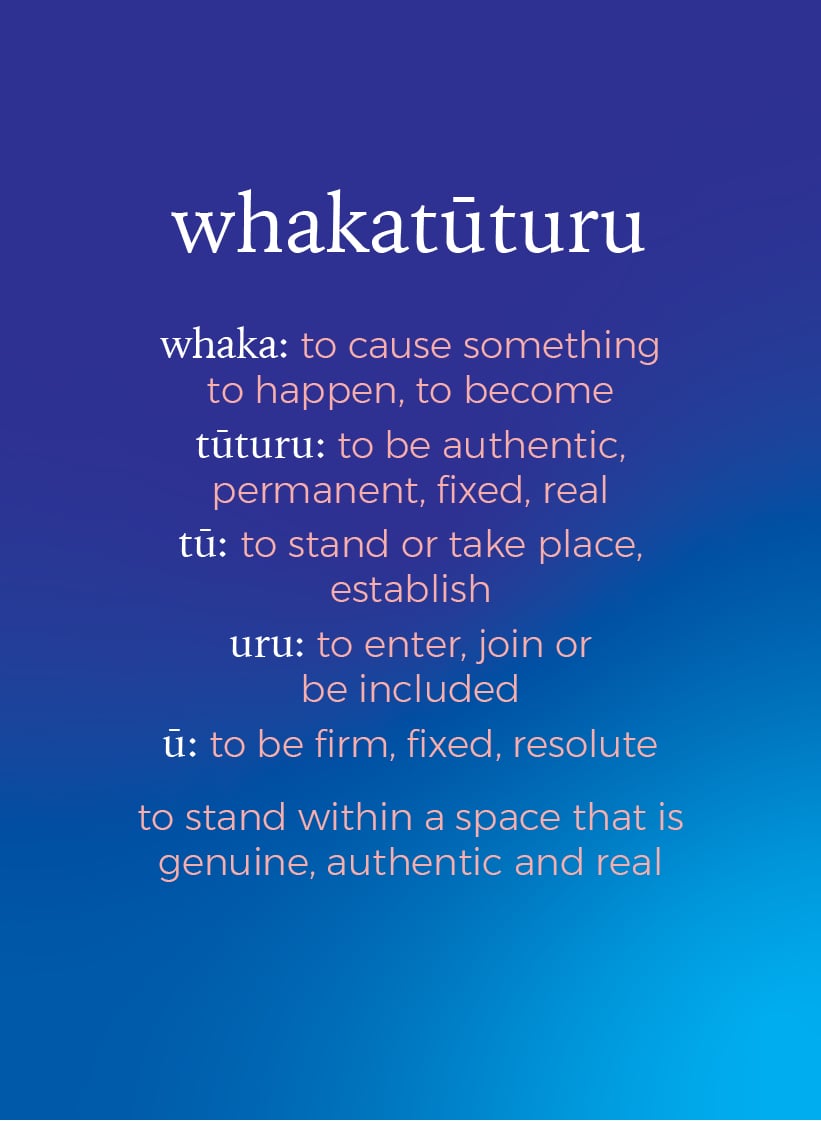 whakatūturu
whaka: to cause something
to happen, to become
tūturu: to be authentic,
permanent, fixed, real
tū: to stand or take place,
establish
uru: to enter, join or
be included
ū: to be firm, fixed, resolute
to stand within a space that is
genuine, authentic and real